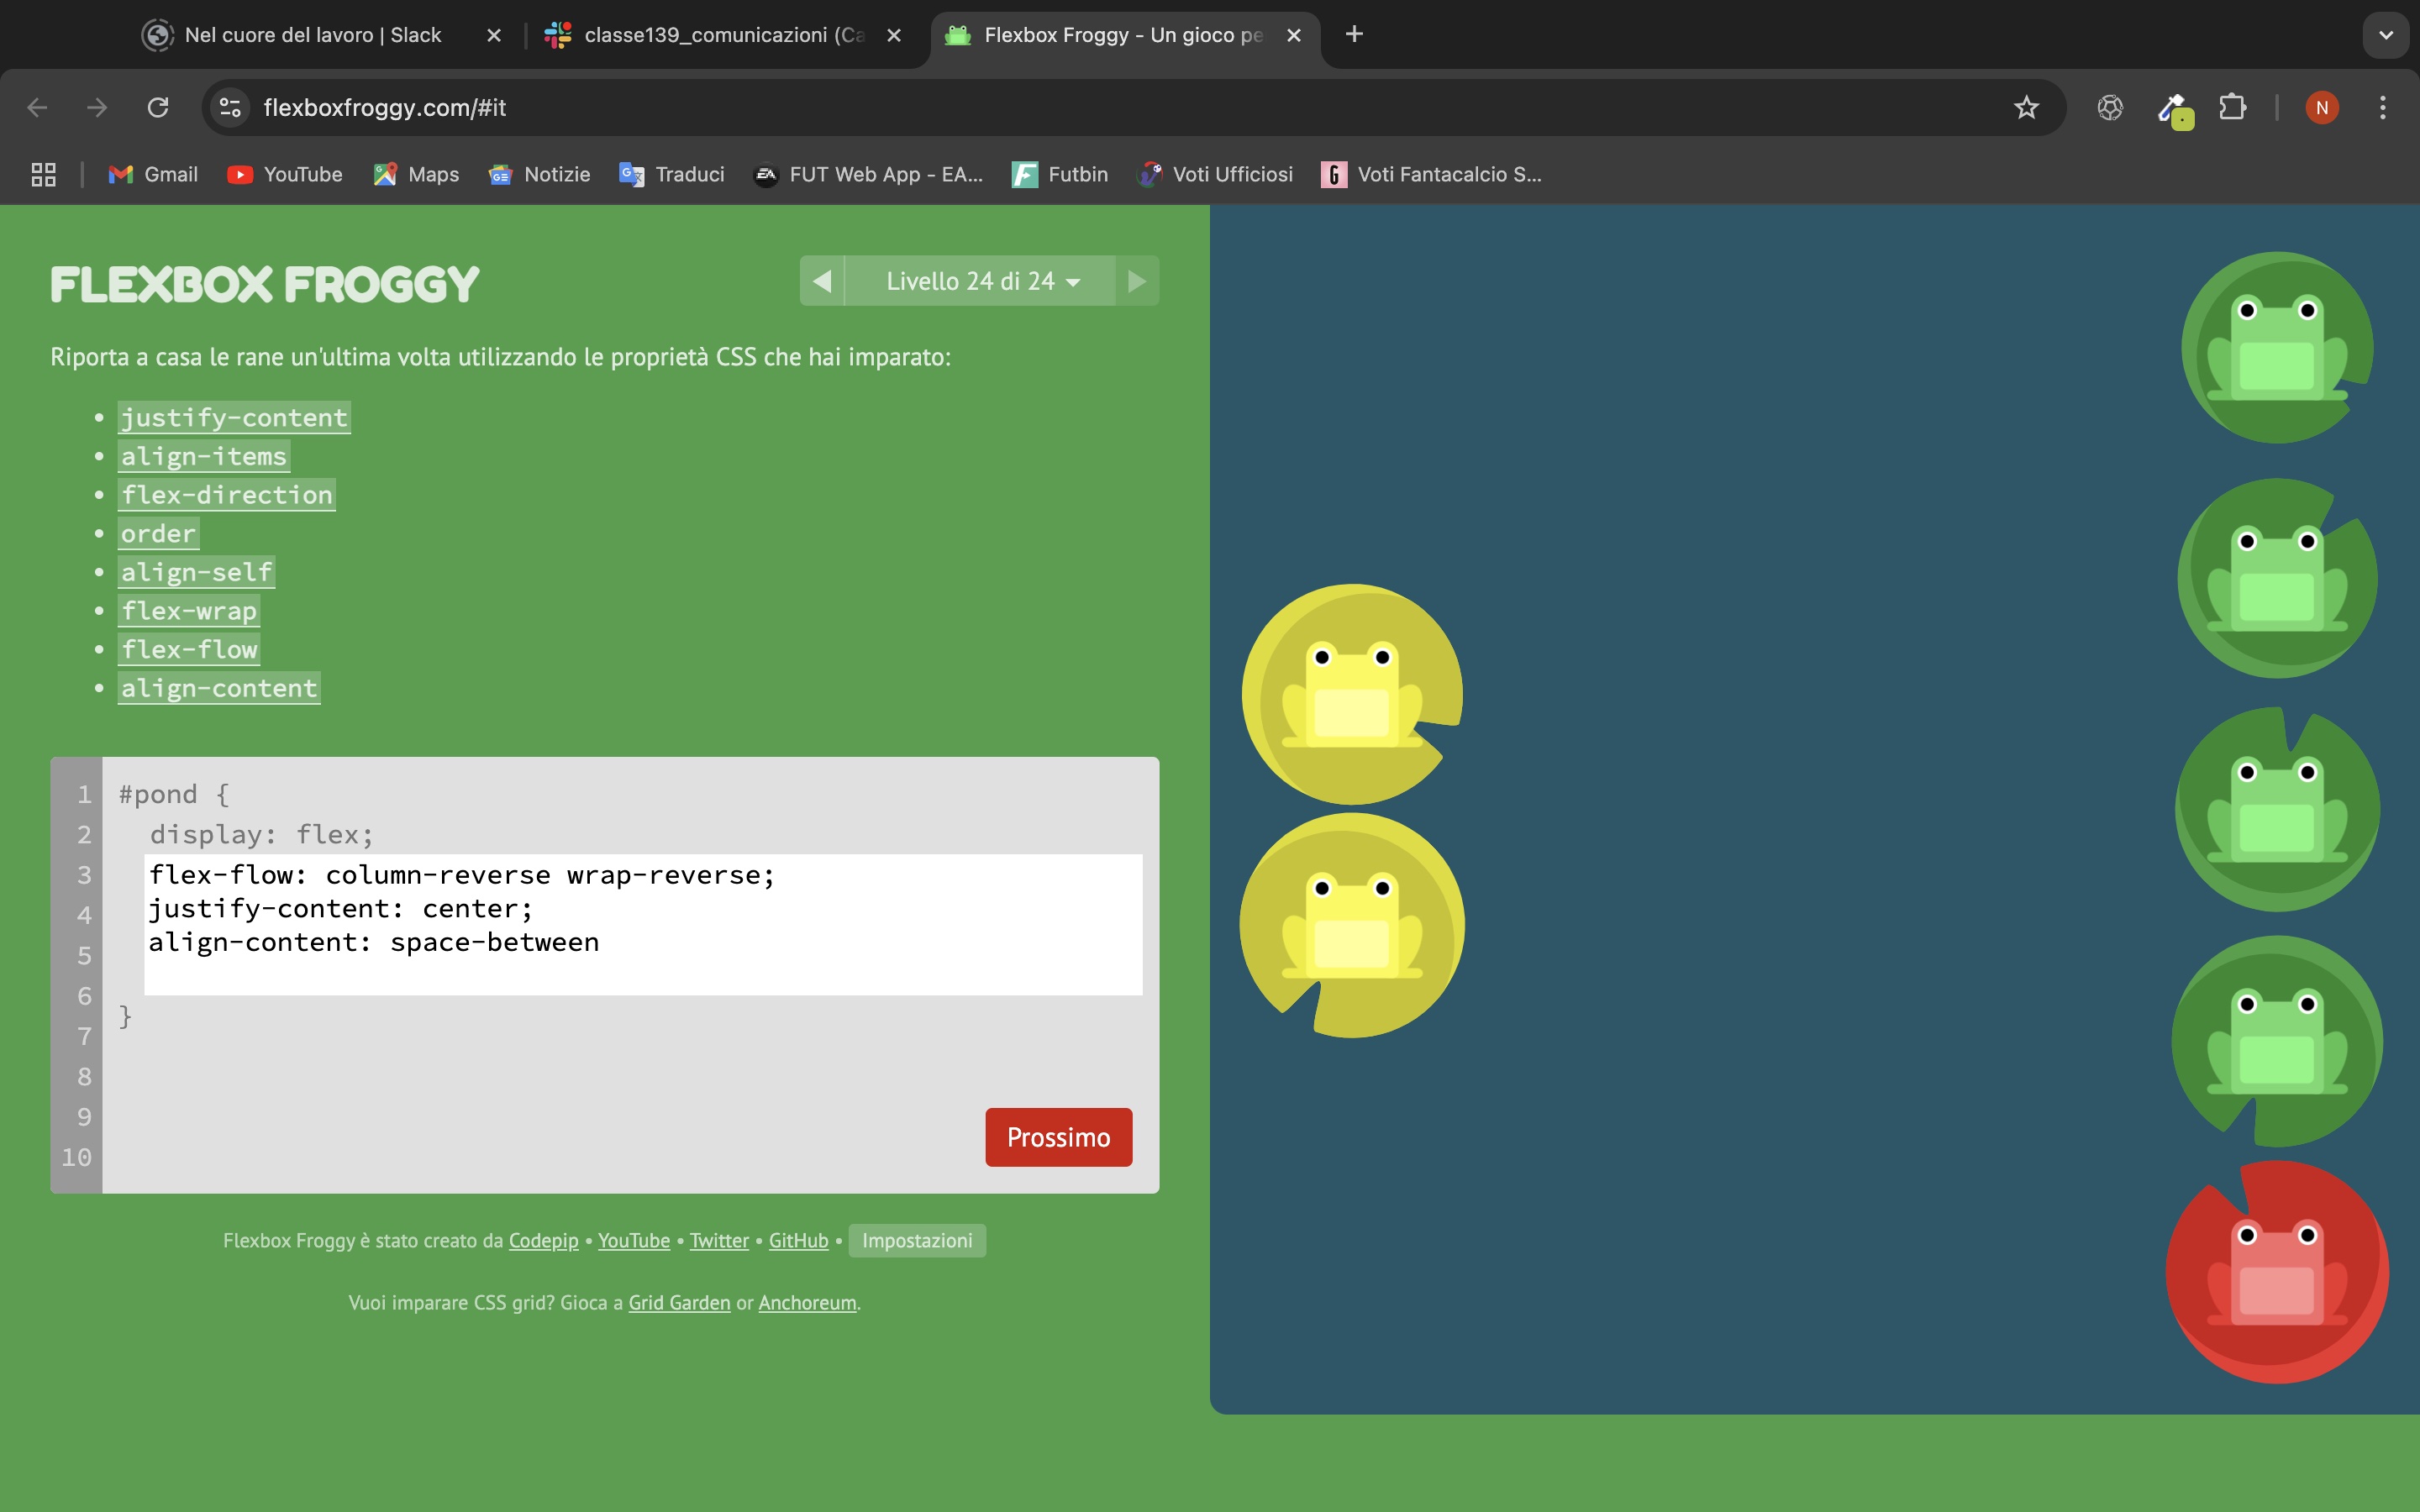 Nel cuore del lavoro | Slack
classe139_comunicazioni (Ca
Flexbox Froggy - Un gioco pe
flexboxfroggy.com/#it
N
Gmail
YouTube
Maps
Notizie
Traduci
FUT Web App - EA...
Futbin
Voti Ufficiosi
Voti Fantacalcio S...
FLEXBOX FROGGY
Livello 24 di 24
Riporta a casa le rane un'ultima volta utilizzando le proprietà CSS che hai imparato:
• justify-content
• align-items
• flex-direction
• order
• align-self
• flex-wrap
• flex-flow
• align-content
1 #pond {
2 display: flex;
3 flex-flow: column-reverse wrap-reverse;
4 justify-content: center;
5 align-content: space-between
6
}
7
8
9
10
Prossimo
Flexbox Froggy è stato creato da Codepip • YouTube • Twitter • GitHub • Impostazioni
Vuoi imparare CSS grid? Gioca a Grid Garden or Anchoreum.